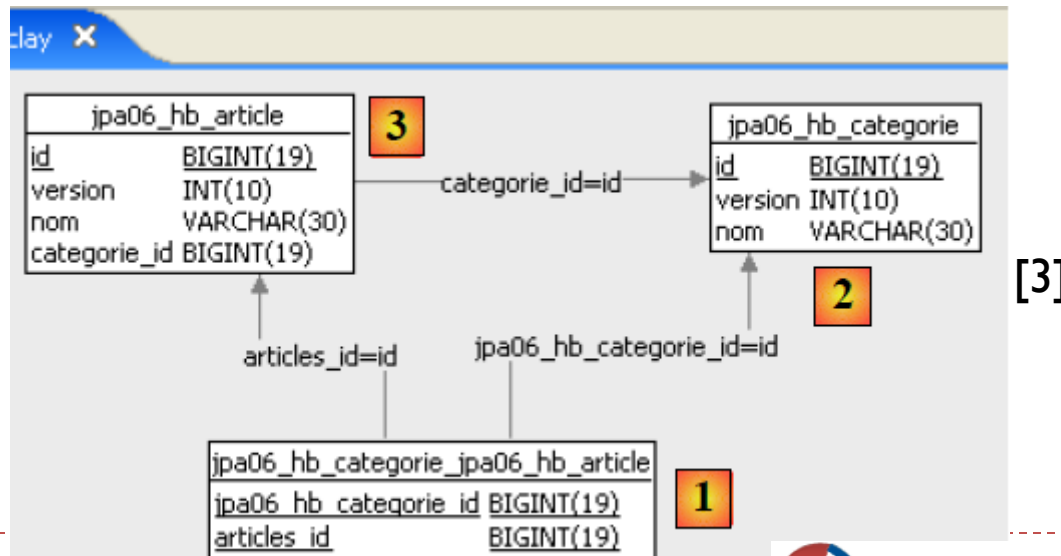 clay
jpa06_hb_article
id BIGINT(19)
version INT(10)
nom VARCHAR(30)
categorie_id BIGINT(19)
3
categorie_id=id
jpa06_hb_categorie
id BIGINT(19)
version INT(10)
nom VARCHAR(30)
2
[3]
articles_id=id
jpa06_hb_categorie_id=id
jpa06_hb_categorie_jpa06_hb_article
jpa06_hb_categorie_id BIGINT(19)
articles_id BIGINT(19)
1